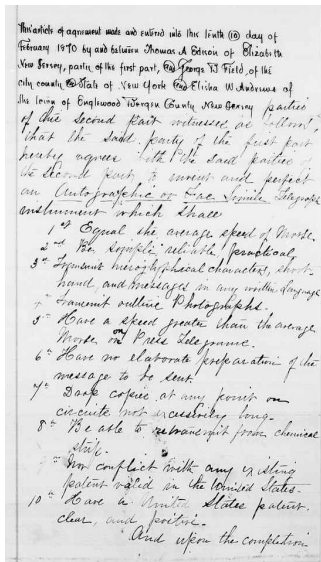 This article of agreement made and entered into this tenth (10) day of
February 1870 by and between Thomas A Edison of Elizabeth
New Jersey, party of the first part, and George B Field, of the
city county & State of New York and Elisha W Andrews of
the town of Englewood Bergen County New Jersey parties
of the second part witnesses, as follows,
That the said party of the first part
hereto agrees with the said parties of
the second part to invent and perfect
an Autographic or Fac Simile Telegraph
instrument which shall
1st Equal the average speed of Morse.
2nd Be simple, reliable, practical,
3rd Transmit hieroglyphical characters, short
hand, and messages in any written language
4th Transmit outline Photographs.
5th Have a speed greater than the average
Morse on Press Telegrams.
6th Have no elaborate preparation of the
message to be sent.
7th Drop copies at any point on
circuits not excessively long.
8th Be able to retransmit from chemical
strip.
Non conflict with any existing
patent valid in the United States.
10th Have a United States patent
clear, and positive.
And upon the completion